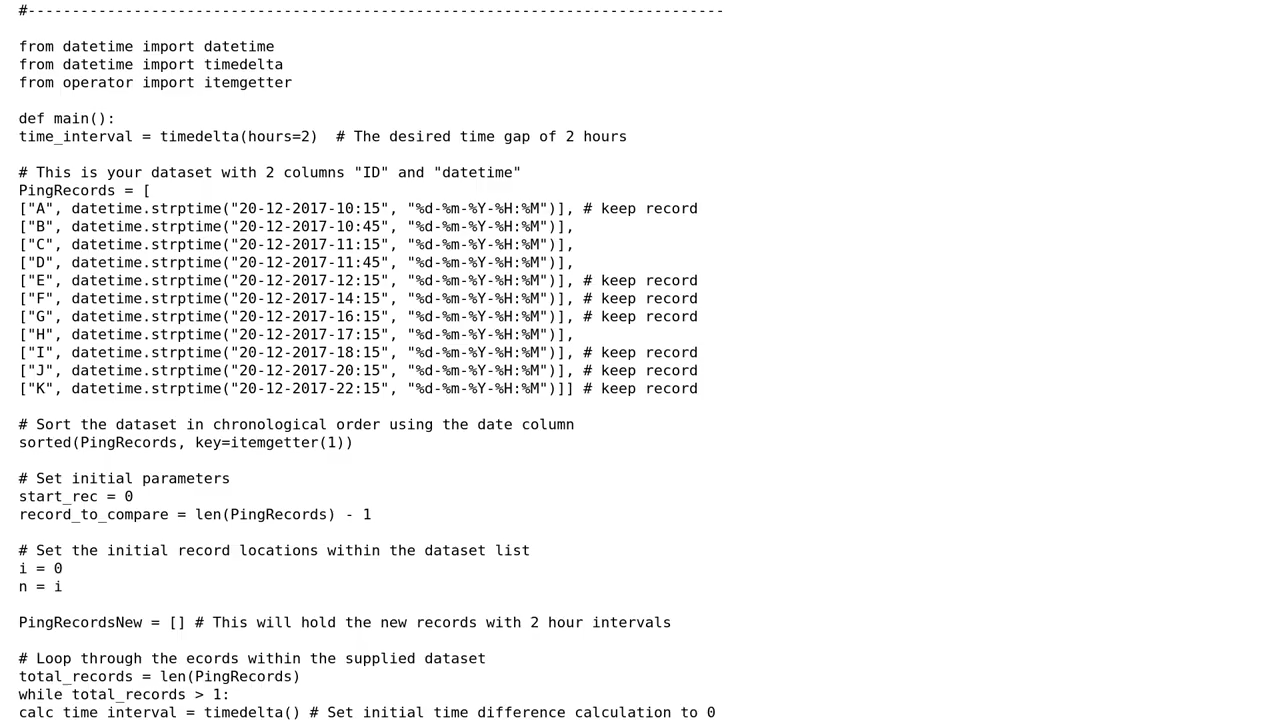 #-------------------------------------------------------------------------------
from datetime import datetime
from datetime import timedelta
from operator import itemgetter
def main():
time_interval = timedelta(hours=2)  # The desired time gap of 2 hours
# This is your dataset with 2 columns "ID" and "datetime"
PingRecords = [
["A", datetime.strptime("20-12-2017-10:15", "%d-%m-%Y-%H:%M")], # keep record
["B", datetime.strptime("20-12-2017-10:45", "%d-%m-%Y-%H:%M")],
["C", datetime.strptime("20-12-2017-11:15", "%d-%m-%Y-%H:%M")],
["D", datetime.strptime("20-12-2017-11:45", "%d-%m-%Y-%H:%M")],
["E", datetime.strptime("20-12-2017-12:15", "%d-%m-%Y-%H:%M")], # keep record
["F", datetime.strptime("20-12-2017-14:15", "%d-%m-%Y-%H:%M")], # keep record
["G", datetime.strptime("20-12-2017-16:15", "%d-%m-%Y-%H:%M")], # keep record
["H", datetime.strptime("20-12-2017-17:15", "%d-%m-%Y-%H:%M")],
["I", datetime.strptime("20-12-2017-18:15", "%d-%m-%Y-%H:%M")], # keep record
["J", datetime.strptime("20-12-2017-20:15", "%d-%m-%Y-%H:%M")], # keep record
["K", datetime.strptime("20-12-2017-22:15", "%d-%m-%Y-%H:%M")]] # keep record
# Sort the dataset in chronological order using the date column
sorted(PingRecords, key=itemgetter(1))
# Set initial parameters
start_rec = 0
record_to_compare = len(PingRecords) - 1
# Set the initial record locations within the dataset list
i = 0
n = i
PingRecordsNew = [] # This will hold the new records with 2 hour intervals
# Loop through the ecords within the supplied dataset
total_records = len(PingRecords)
while total_records > 1:
calc_time_interval = timedelta() # Set initial time difference calculation to 0